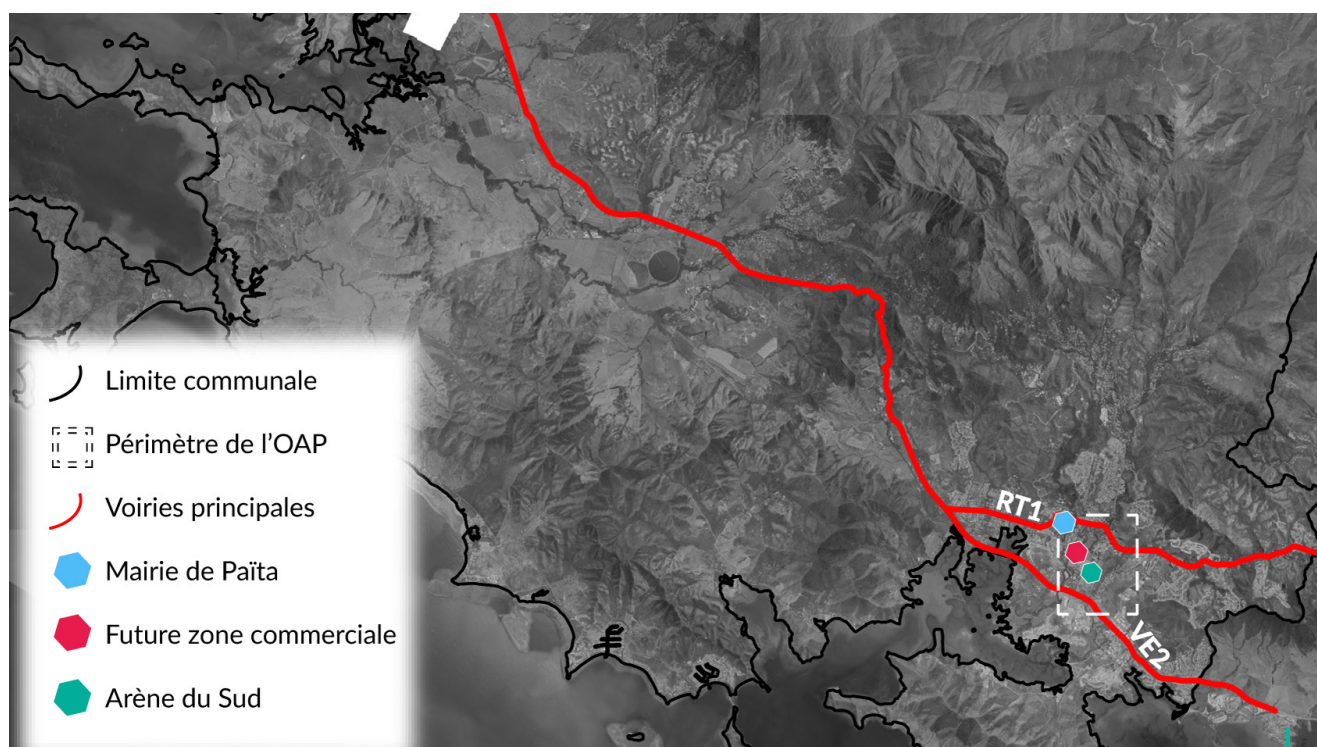 Limite communale
Périmètre de l'OAP
Voiries principales
Mairie de Païta
Future zone commerciale
Arène du Sud
RT1
VE2